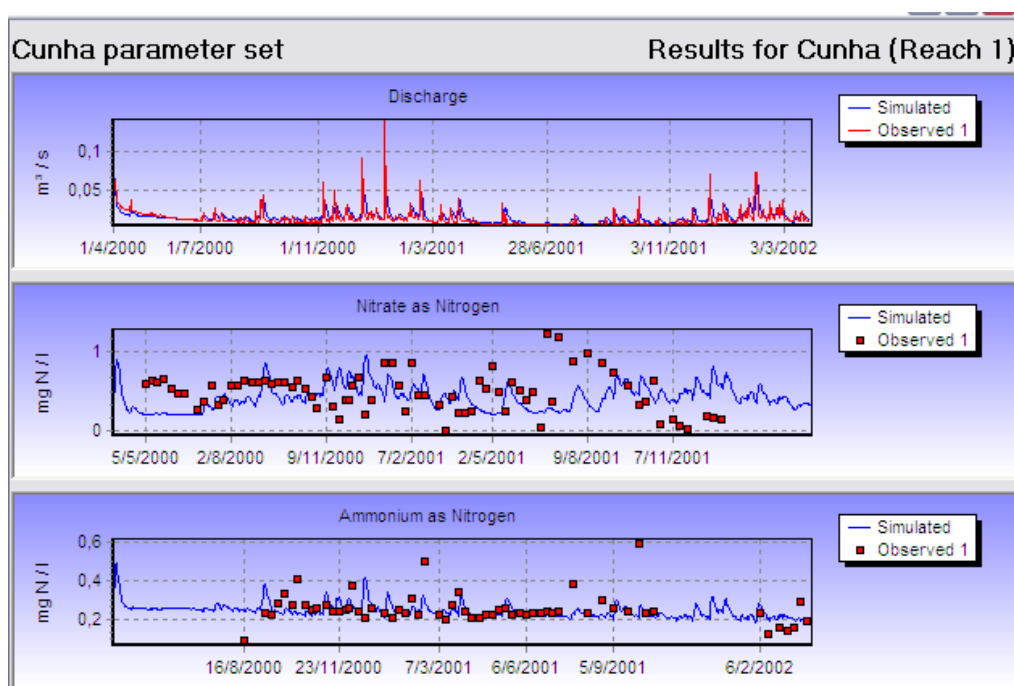 Cunha parameter set
Results for Cunha (Reach 1)
Discharge
m³ / s
0,1
0,05
1/4/2000 1/7/2000 1/11/2000 1/3/2001 28/6/2001 3/11/2001 3/3/2002
Simulated
Observed 1
Nitrate as Nitrogen
mg N / l
1
0
5/5/2000 2/8/2000 9/11/2000 7/2/2001 2/5/2001 9/8/2001 7/11/2001
Simulated
Observed 1
Ammonium as Nitrogen
mg N / l
0,6
0,4
0,2
16/8/2000 23/11/2000 7/3/2001 6/6/2001 5/9/2001 6/2/2002
Simulated
Observed 1